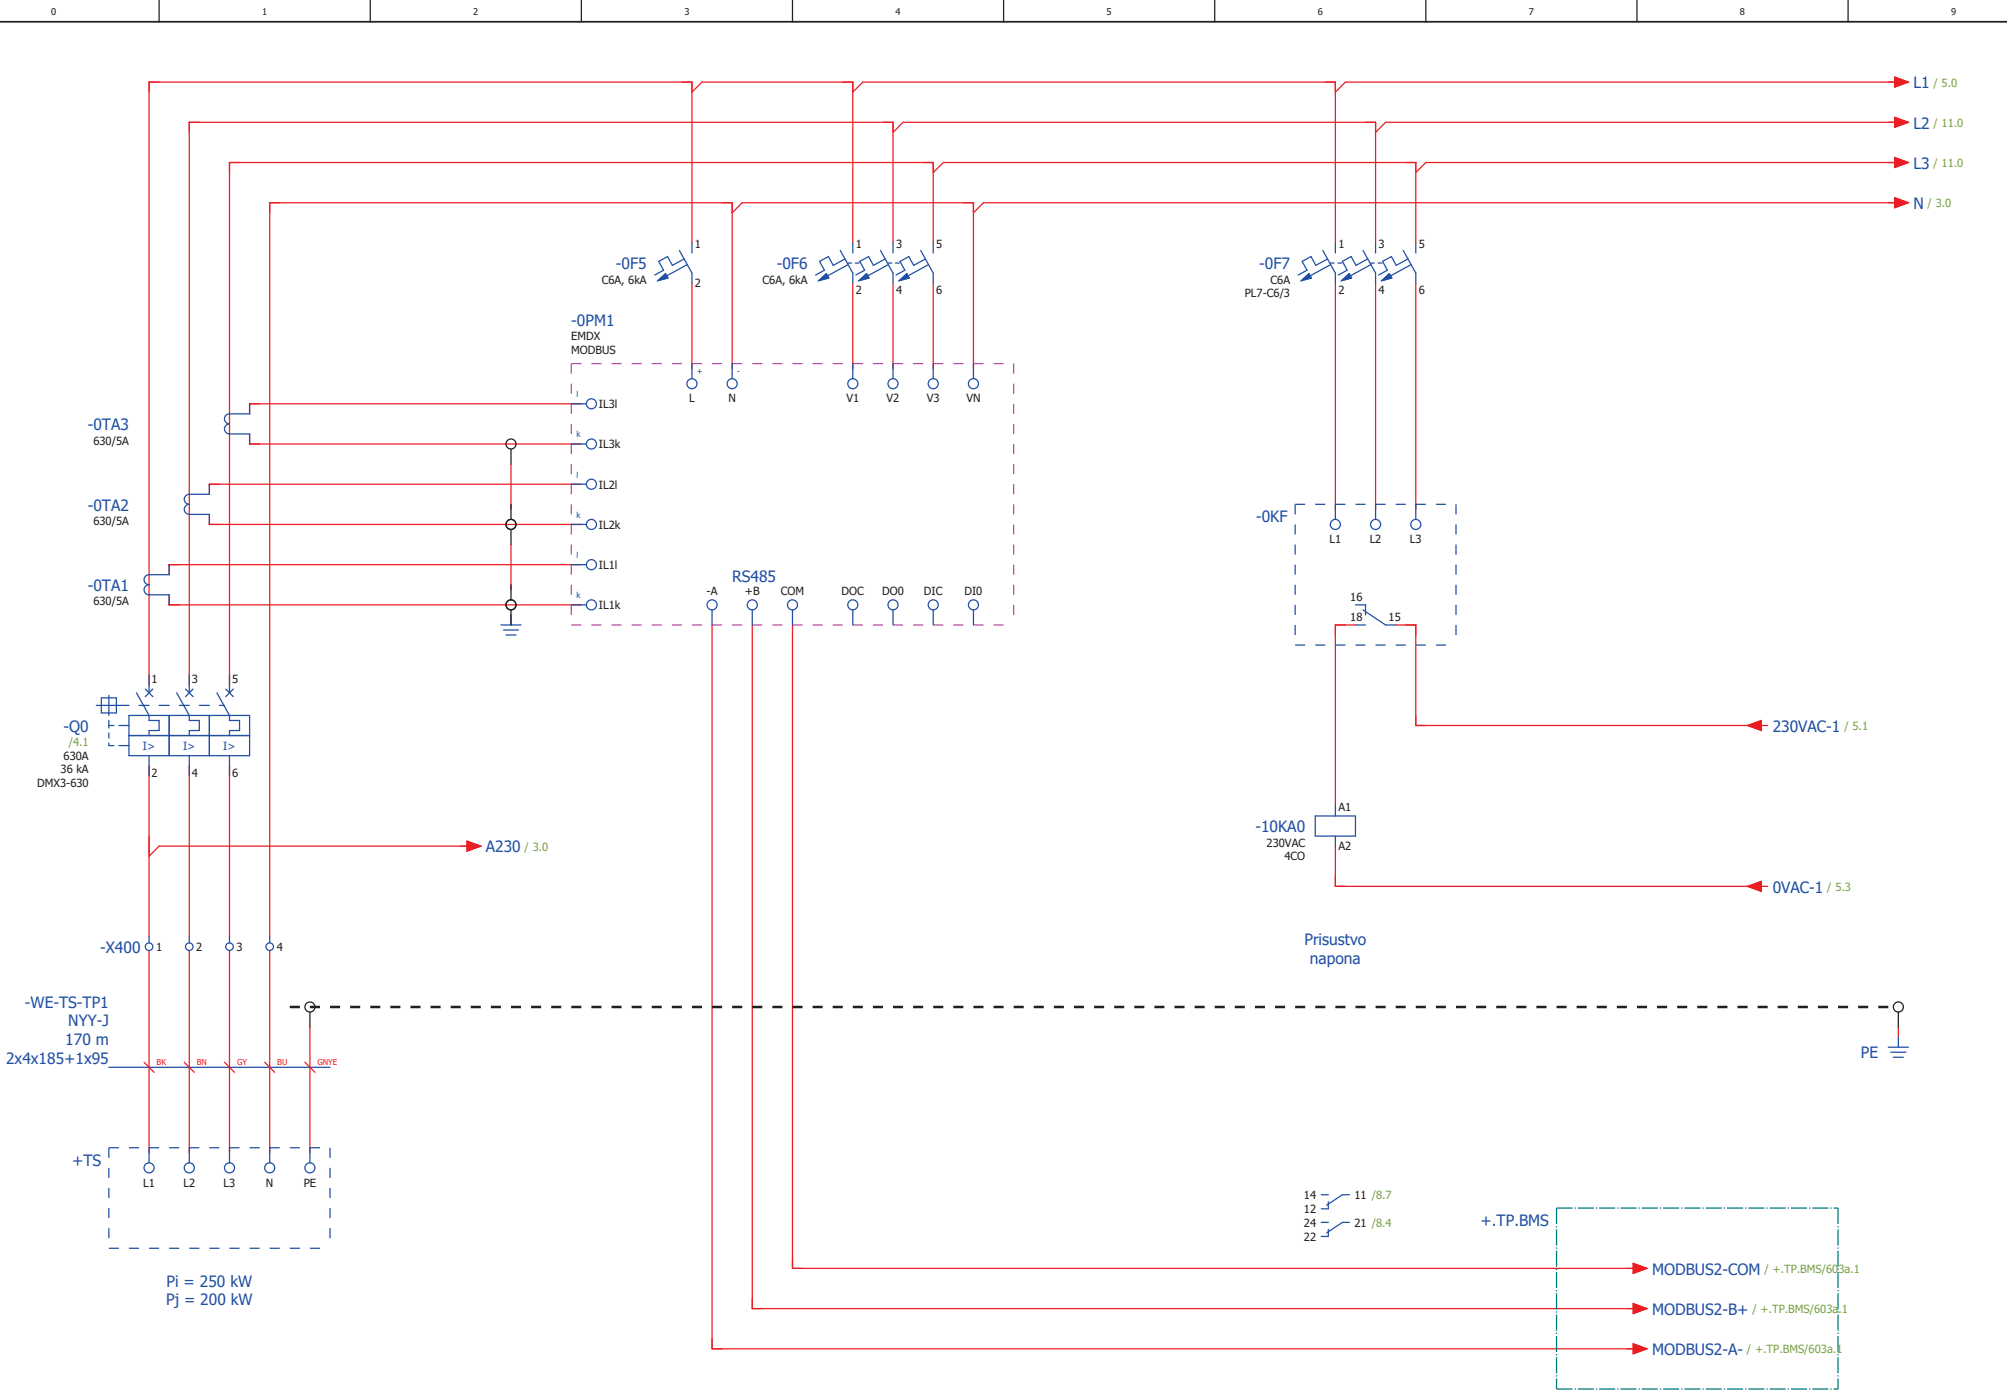 0 1 2 3 4 5 6 7 8 9
L1 / 5.0
L2 / 11.0
L3 / 11.0
N / 3.0
-0F5
C6A, 6kA
1
2
-0F6
C6A, 6kA
1 3 5
2 4 6
-0F7
C6A
PL7-C6/3
1 3 5
2 4 6
-0PM1
EMDX
MODBUS
+ -
L N V1 V2 V3 VN
l IL3l
k IL3k
l IL2l
k IL2k
l IL1l
k IL1k
RS485
-A +B COM DOC DO0 DIC DI0
-0TA3
630/5A
-0TA2
630/5A
-0TA1
630/5A
-0KF
L1 L2 L3
16
18 15
-Q0
/4.1
630A
36 kA
DMX3-630
1 3 5
I> I> I>
2 4 6
230VAC-1 / 5.1
-10KA0
230VAC
4CO
A1
A2
A230 / 3.0
0VAC-1 / 5.3
Prisustvo
napona
-X400 1 2 3 4
-WE-TS-TP1
NYY-J
170 m
2x4x185+1x95
BK BN GY BU GNYE
PE
+TS
L1 L2 L3 N PE
Pi = 250 kW
Pj = 200 kW
14 11 /8.7
12
24 21 /8.4
22
+.TP.BMS
MODBUS2-COM / +.TP.BMS/603a.1
MODBUS2-B+ / +.TP.BMS/603a.1
MODBUS2-A- / +.TP.BMS/603a.1